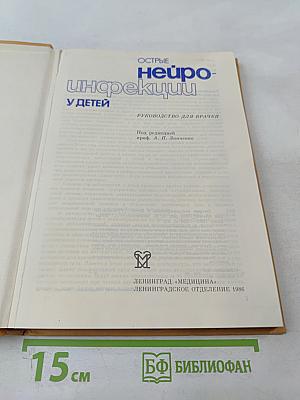 ОСТРЫЕ
нейро-
инфекции
У ДЕТЕЙ
РУКОВОДСТВО ДЛЯ ВРАЧЕЙ
Под редакцией
проф. А. П. Зинченко
ЛЕНИНГРАД «МЕДИЦИНА»
ЛЕНИНГРАДСКОЕ ОТДЕЛЕНИЕ 1986
15 см
БФ БИБЛИОФАН